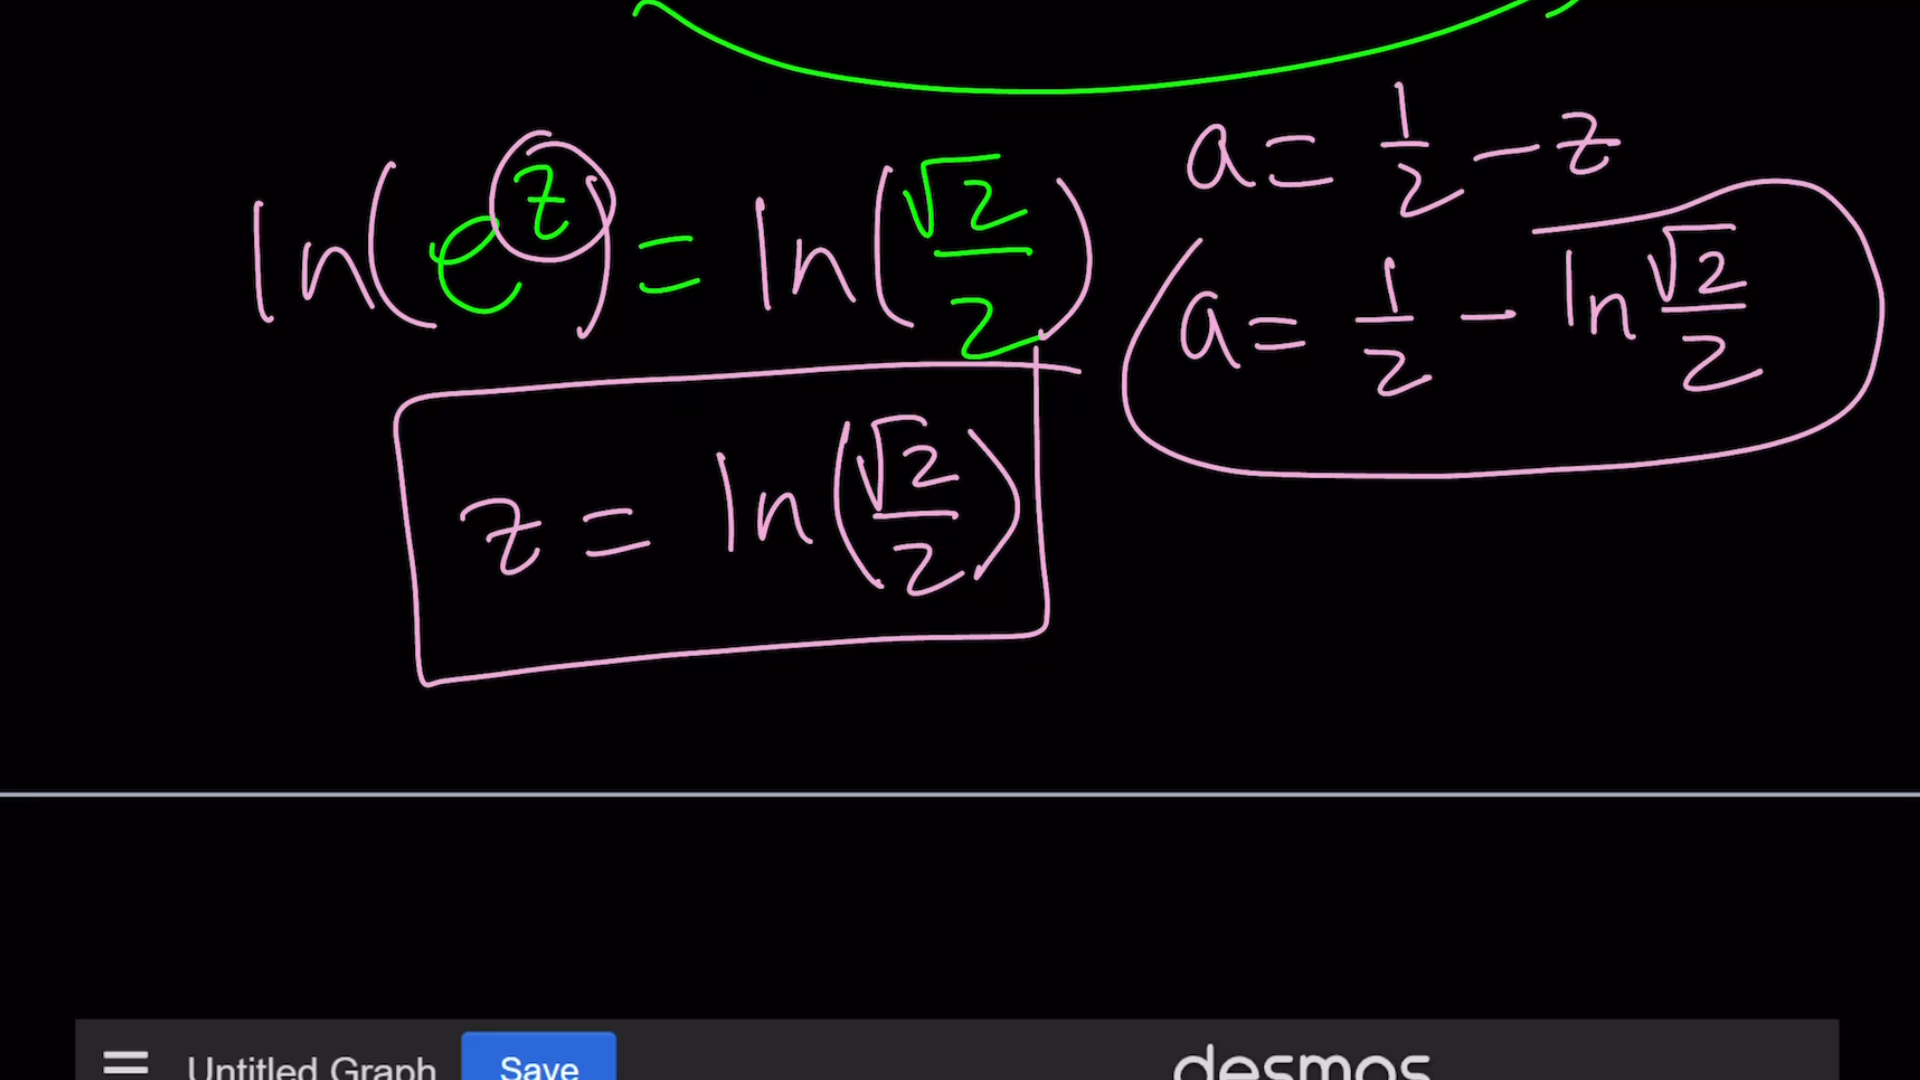 ln(e^z) = ln(√2/2)
z = ln(√2/2)
a = 1/2 - z
a = 1/2 - ln √2/2
Untitled Graph
Save
desmos